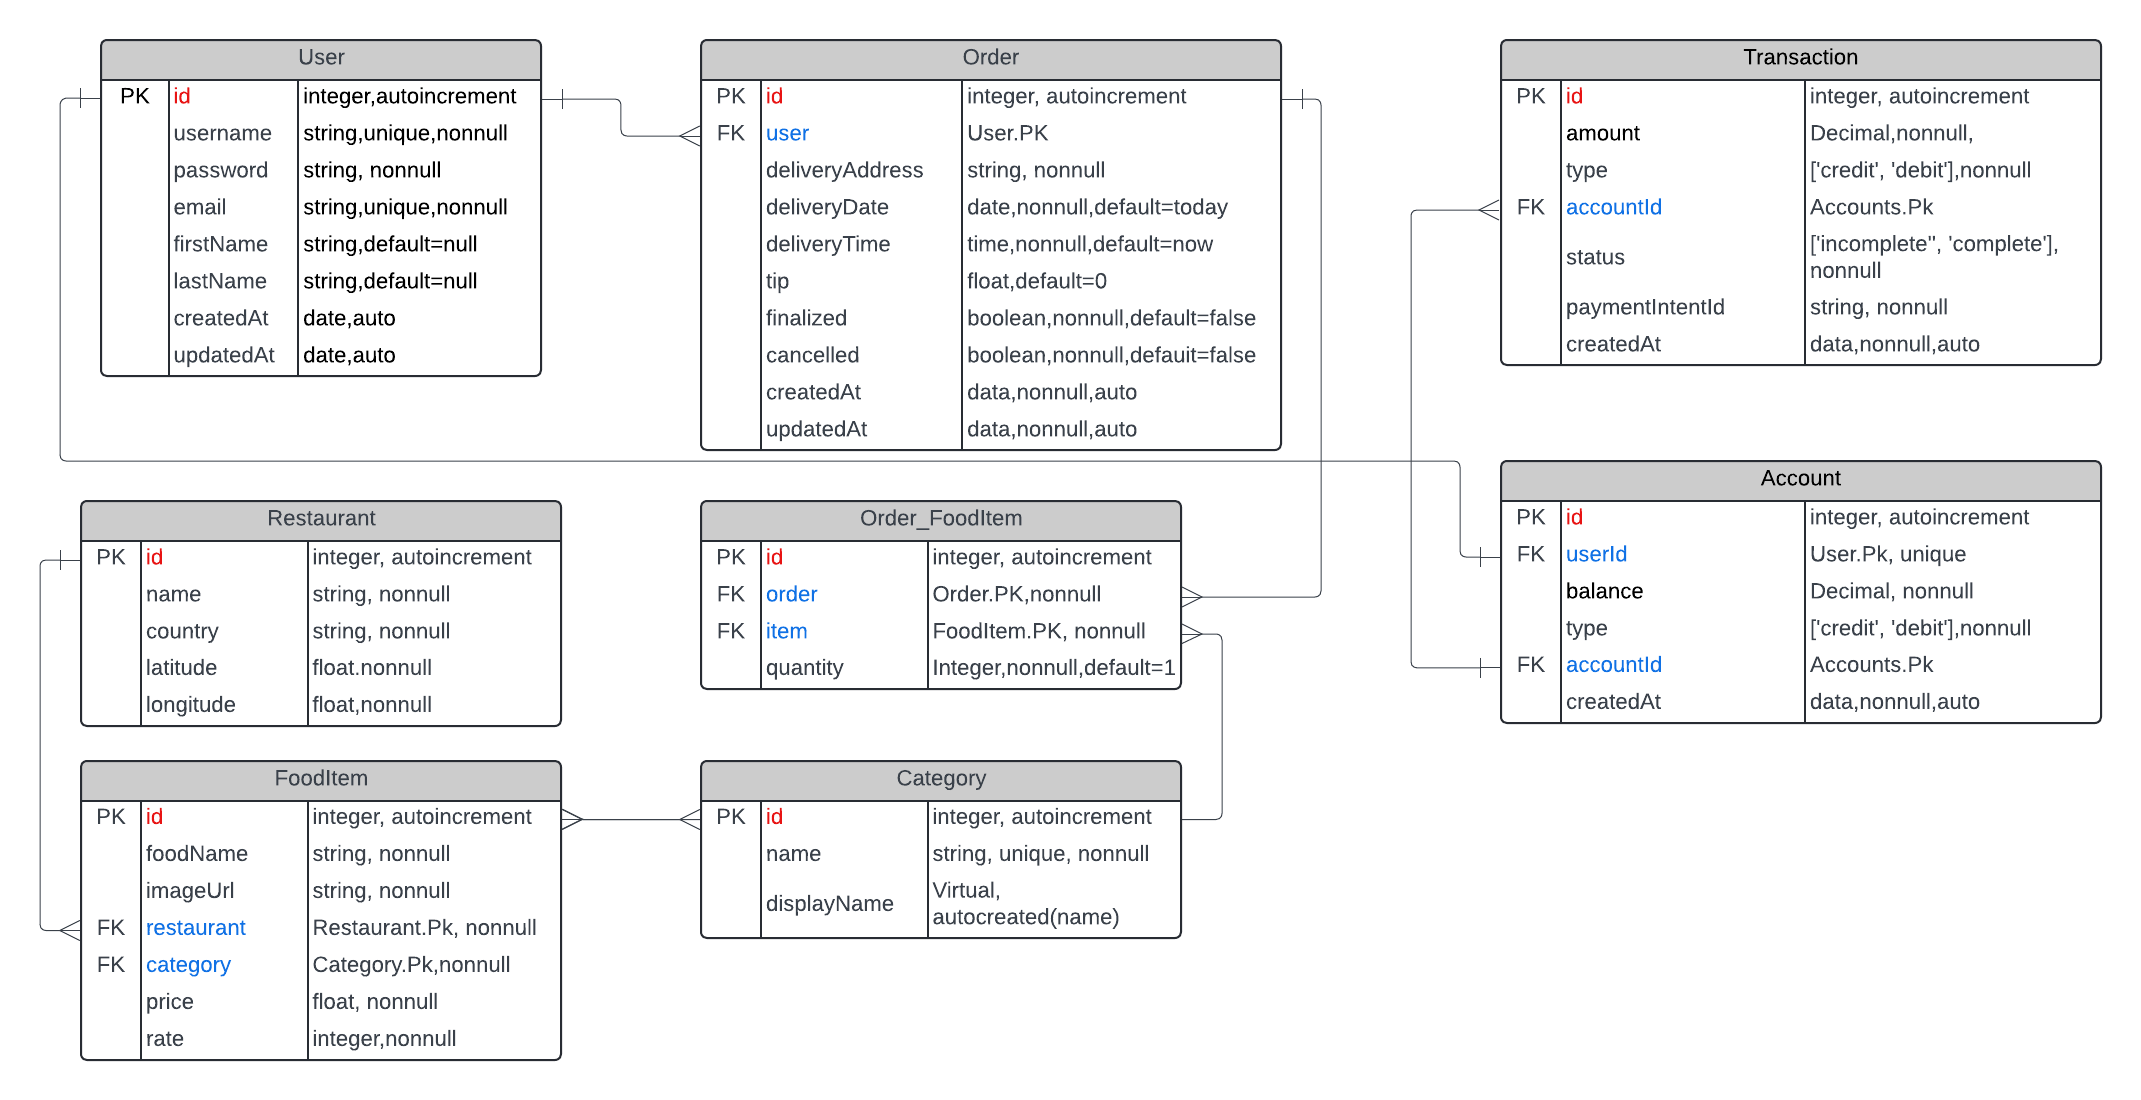 User
PK id integer,autoincrement
username string,unique,nonnull
password string, nonnull
email string,unique,nonnull
firstName string,default=null
lastName string,default=null
createdAt date,auto
updatedAt date,auto
Order
PK id integer, autoincrement
FK user User.PK
deliveryAddress string, nonnull
deliveryDate date,nonnull,default=today
deliveryTime time,nonnull,default=now
tip float,default=0
finalized boolean,nonnull,default=false
cancelled boolean,nonnull,defauit=false
createdAt data,nonnull,auto
updatedAt data,nonnull,auto
Transaction
PK id integer, autoincrement
amount Decimal,nonnull,
type ['credit', 'debit'],nonnull
FK accountId Accounts.Pk
status ['incomplete", 'complete'],
nonnull
paymentIntentId string, nonnull
createdAt data,nonnull,auto
Restaurant
PK id integer, autoincrement
name string, nonnull
country string, nonnull
latitude float.nonnull
longitude float,nonnull
Order_FoodItem
PK id integer, autoincrement
FK order Order.PK,nonnull
FK item FoodItem.PK, nonnull
quantity Integer,nonnull,default=1
Account
PK id integer, autoincrement
FK userId User.Pk, unique
balance Decimal, nonnull
type ['credit', 'debit'],nonnull
FK accountId Accounts.Pk
createdAt data,nonnull,auto
FoodItem
PK id integer, autoincrement
foodName string, nonnull
imageUrl string, nonnull
FK restaurant Restaurant.Pk, nonnull
FK category Category.Pk,nonnull
price float, nonnull
rate integer,nonnull
Category
PK id integer, autoincrement
name string, unique, nonnull
displayName Virtual,
autocreated(name)